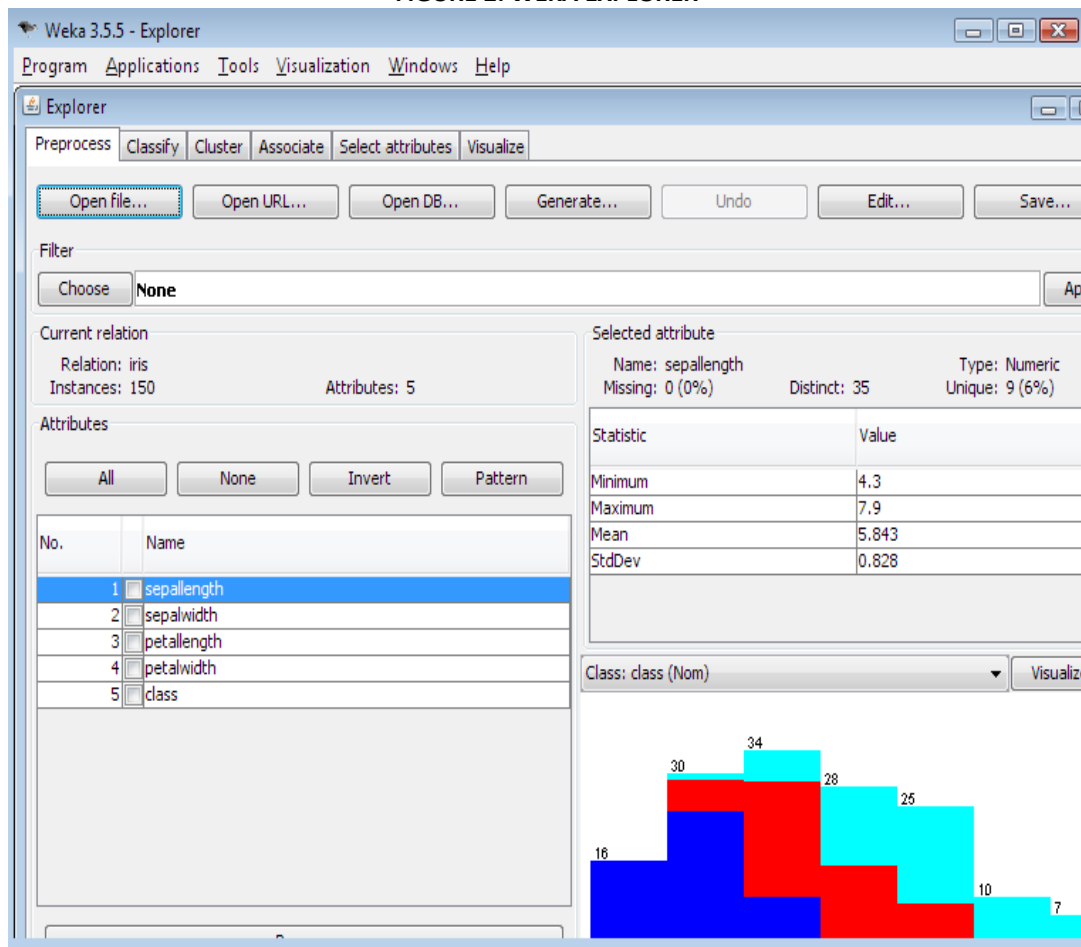 Weka 3.5.5 - Explorer
Program Applications Tools Visualization Windows Help
Explorer
Preprocess Classify Cluster Associate Select attributes Visualize
Open file... Open URL... Open DB... Generate... Undo Edit... Save...
Filter
Choose None Ap
Current relation
Relation: iris
Instances: 150 Attributes: 5
Selected attribute
Name: sepallength Type: Numeric
Missing: 0 (0%) Distinct: 35 Unique: 9 (6%)
Attributes
All None Invert Pattern
No. Name
1 sepallength
2 sepalwidth
3 petallength
4 petalwidth
5 class
Statistic Value
Minimum 4.3
Maximum 7.9
Mean 5.843
StdDev 0.828
Class: class (Nom) Visualiz
16
30
34
28
25
10
7